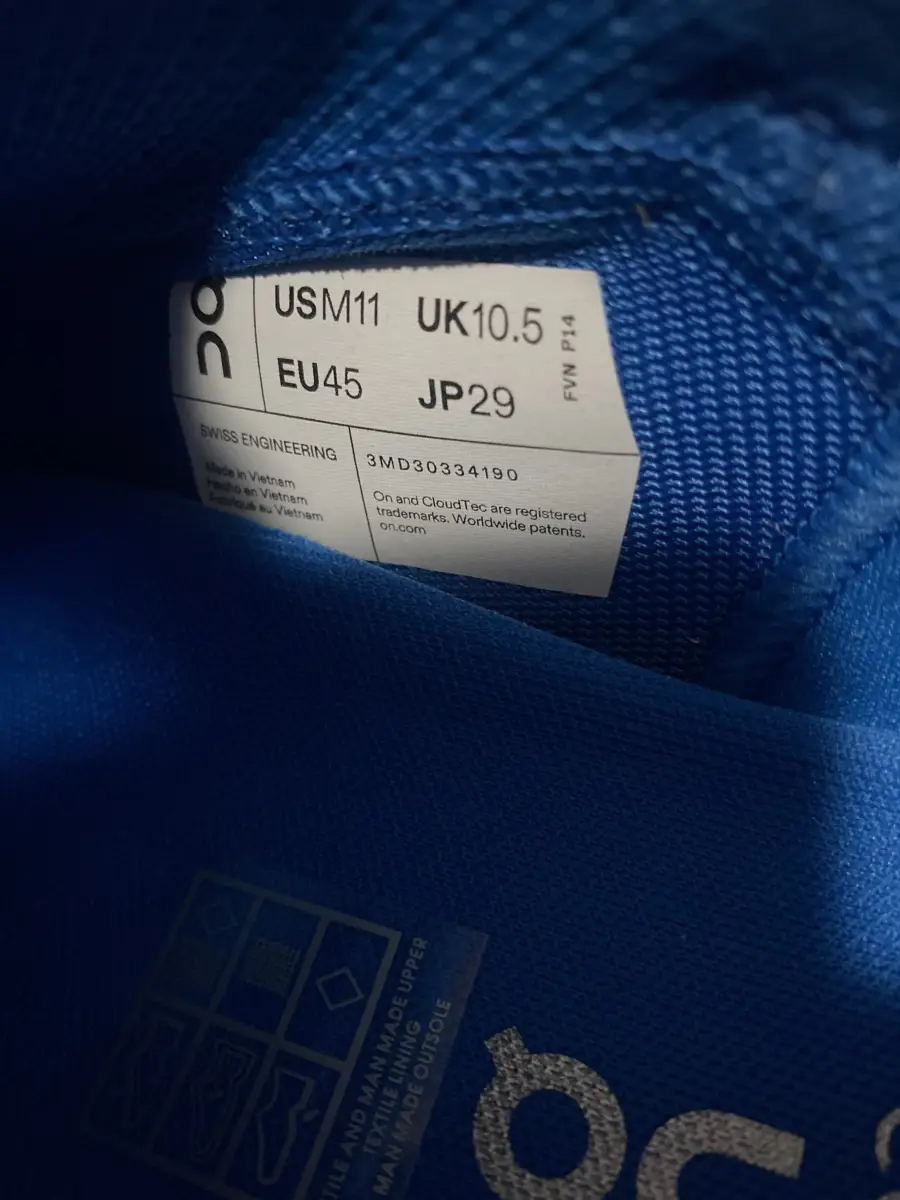 On
USM11 UK10.5
EU45 JP29
FVN P14
SWISS ENGINEERING
Made in Vietnam
Hecho en Vietnam
Fabriqué au Vietnam
3MD30334190
On and CloudTec are registered
trademarks. Worldwide patents.
on.com
AND MAN MADE UPPER
TEXTILE LINING
MAN MADE OUTSOLE
On